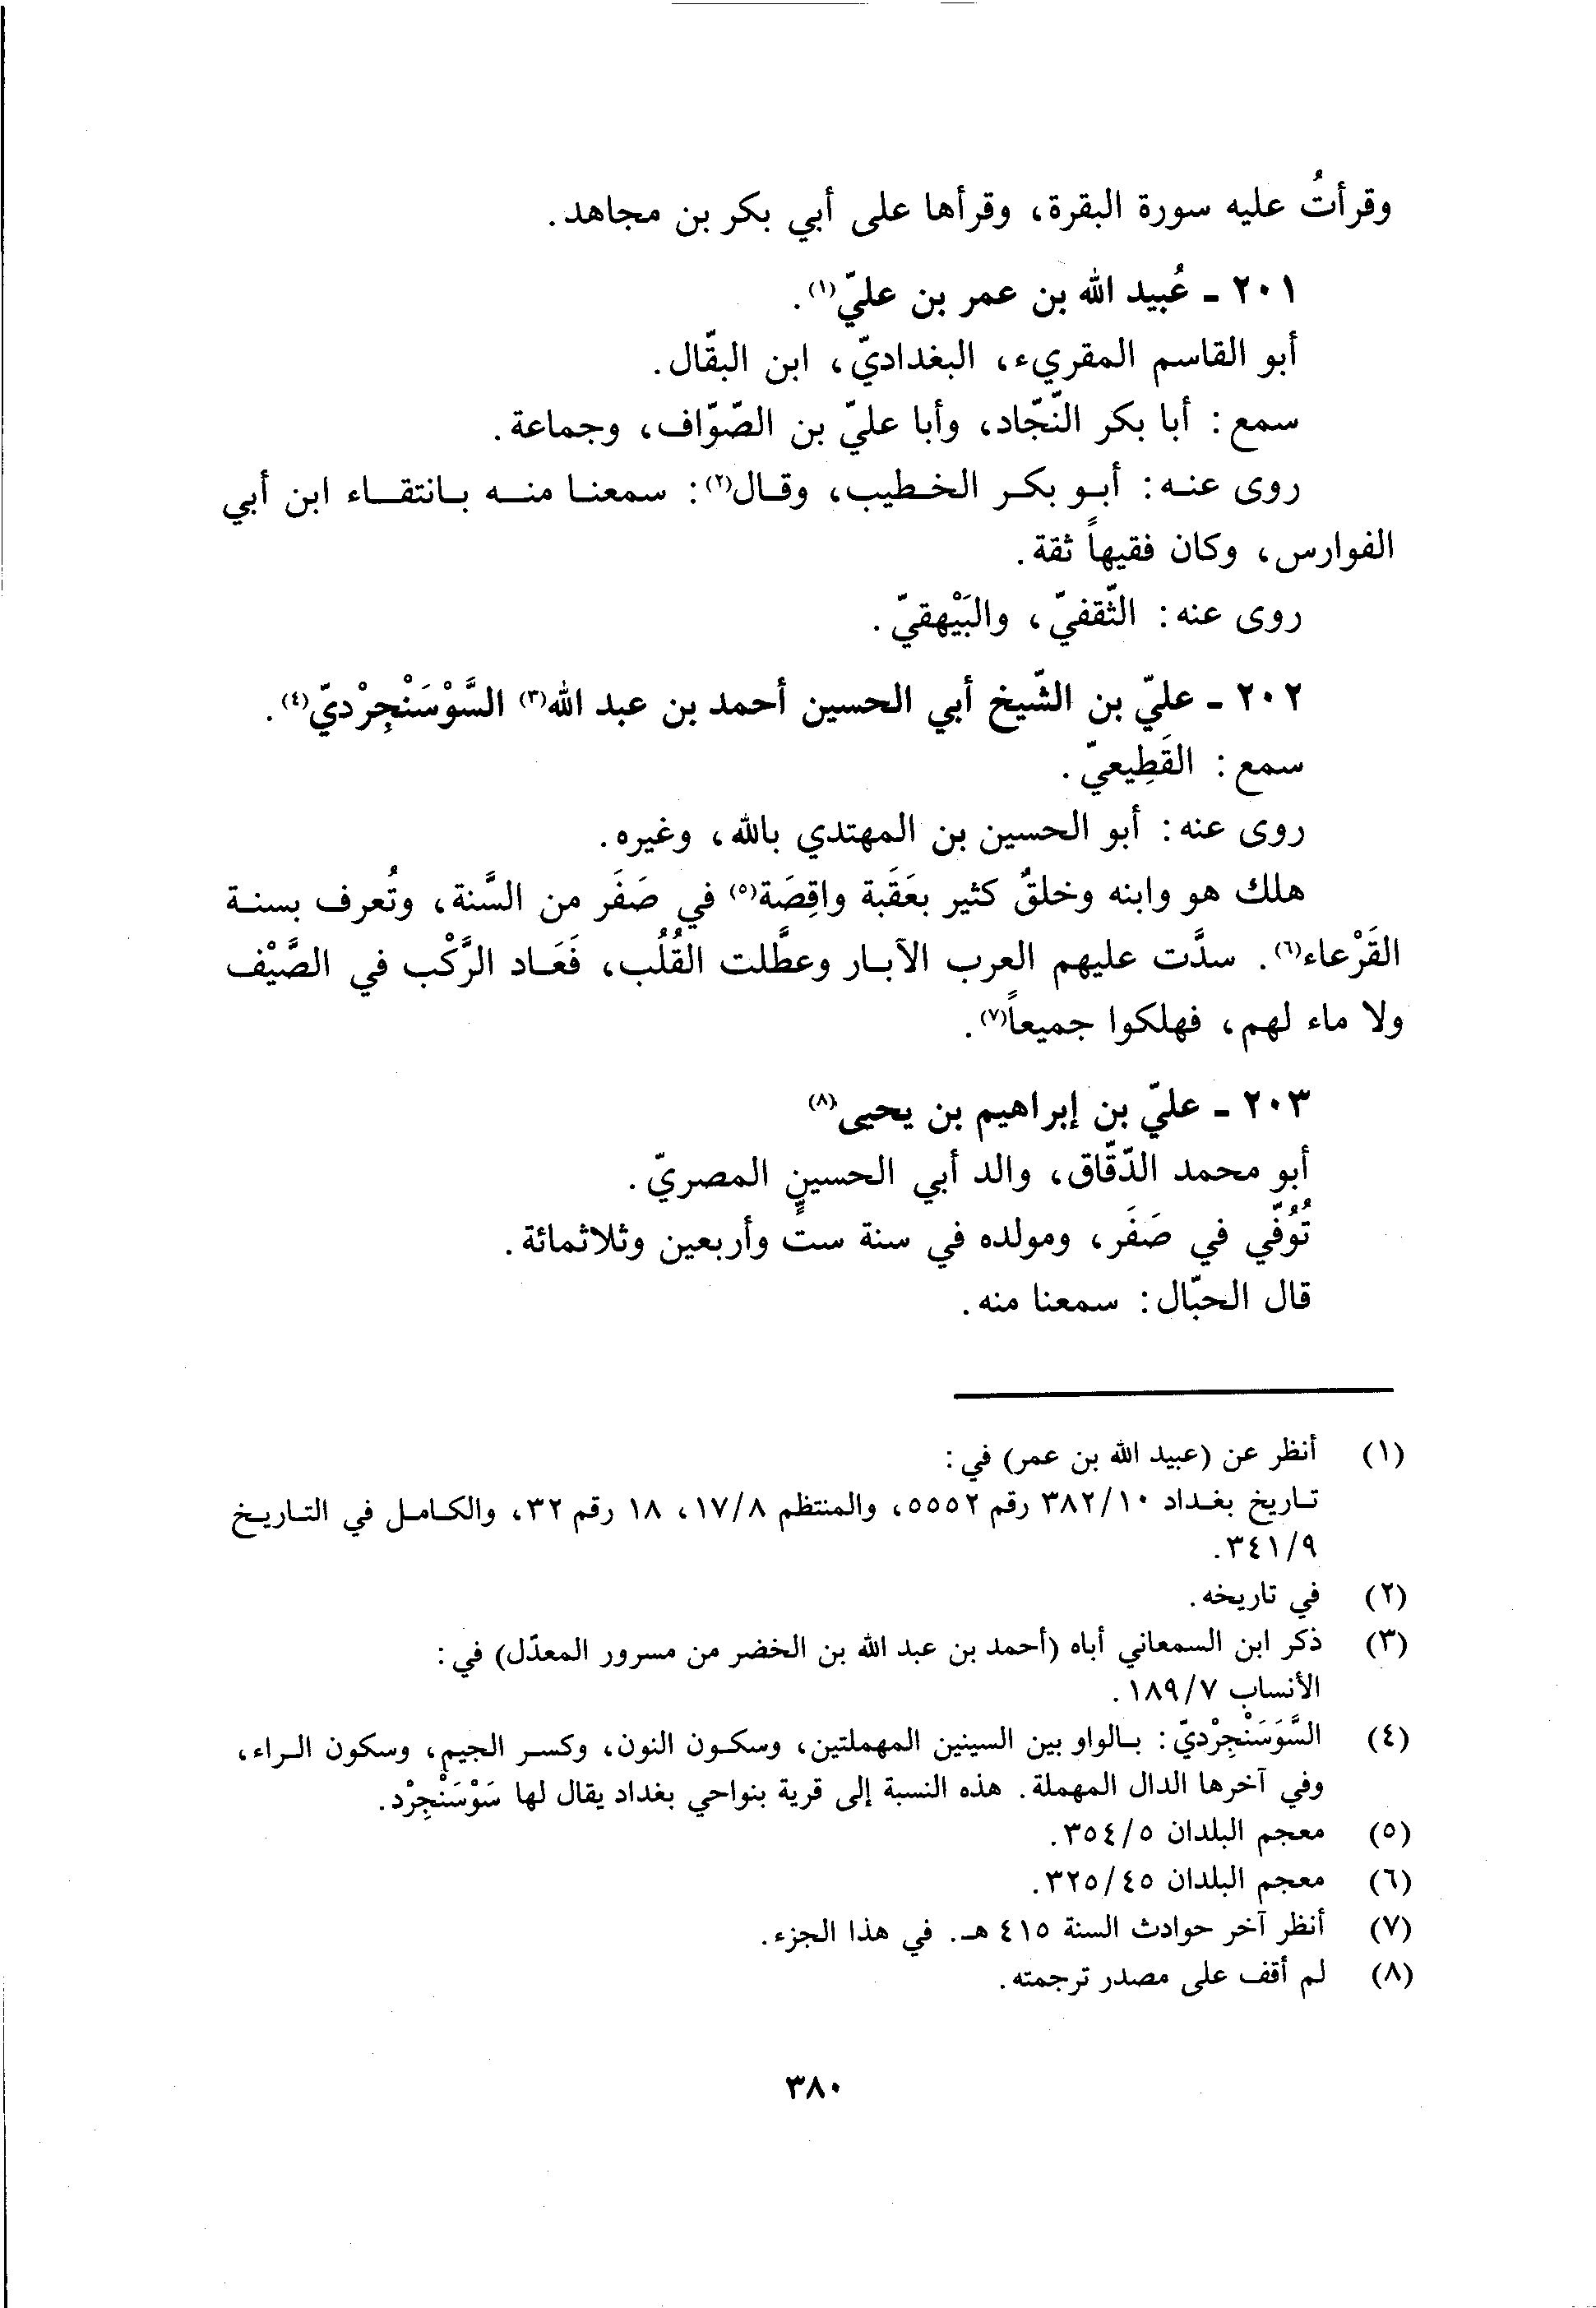 وقرأتُ عليه سورة البقرة، وقرأها على أبي بكر بن مجاهد.
٢٠١ - عُبيد الله بن عمر بن عليّ(١).
أبو القاسم المقريء، البغداديّ، ابن البقّال.
سمع: أبا بكر النّجّاد، وأبا عليّ بن الصّوّاف، وجماعة.
روى عنه: أبو بكر الخطيب، وقال(٢): سمعنا منه بانتقاء ابن أبي
الفوارس، وكان فقيهاً ثقة.
روى عنه: الثّقفيّ، والبَيْهقيّ.
٢٠٢ - عليّ بن الشّيخ أبي الحسين أحمد بن عبد الله(٣) السَّوْسَنْجِرْديّ(٤).
سمع: القَطِيعيّ.
روى عنه: أبو الحسين بن المهتدي بالله، وغيره.
هلك هو وابنه وخلقٌ كثير بعَقَبة واقِصَة(٥) في صَفَر من السَّنة، وتُعرف بسنة
القَرْعاء(٦). سدَّت عليهم العرب الآبار وعطَّلت القُلُب، فَعَاد الرَّكْب في الصَّيْف
ولا ماء لهم، فهلكوا جميعاً(٧).
٢٠٣ - عليّ بن إبراهيم بن يحيى(٨)
أبو محمد الدّقّاق، والد أبي الحسين المصريّ.
تُوُفّي في صَفَر، ومولده في سنة ستٍّ وأربعين وثلاثمائة.
قال الحبّال: سمعنا منه.
(١) أنظر عن (عبيد الله بن عمر) في:
تاريخ بغداد ٣٨٢/١٠ رقم ٥٥٥٢، والمنتظم ١٧/٨، ١٨ رقم ٣٢، والكامل في التاريخ
٣٤١/٩.
(٢) في تاريخه.
(٣) ذكر ابن السمعاني أباه (أحمد بن عبد الله بن الخضر من مسرور المعدّل) في:
الأنساب ١٨٩/٧.
(٤) السَّوَسَنْجِرْديّ: بالواو بين السينين المهملتين، وسكون النون، وكسر الجيم، وسكون الراء،
وفي آخرها الدال المهملة. هذه النسبة إلى قرية بنواحي بغداد يقال لها سَوْسَنْجِرْد.
(٥) معجم البلدان ٣٥٤/٥.
(٦) معجم البلدان ٣٢٥/٤٥.
(٧) أنظر آخر حوادث السنة ٤١٥ هـ. في هذا الجزء.
(٨) لم أقف على مصدر ترجمته.
٣٨٠